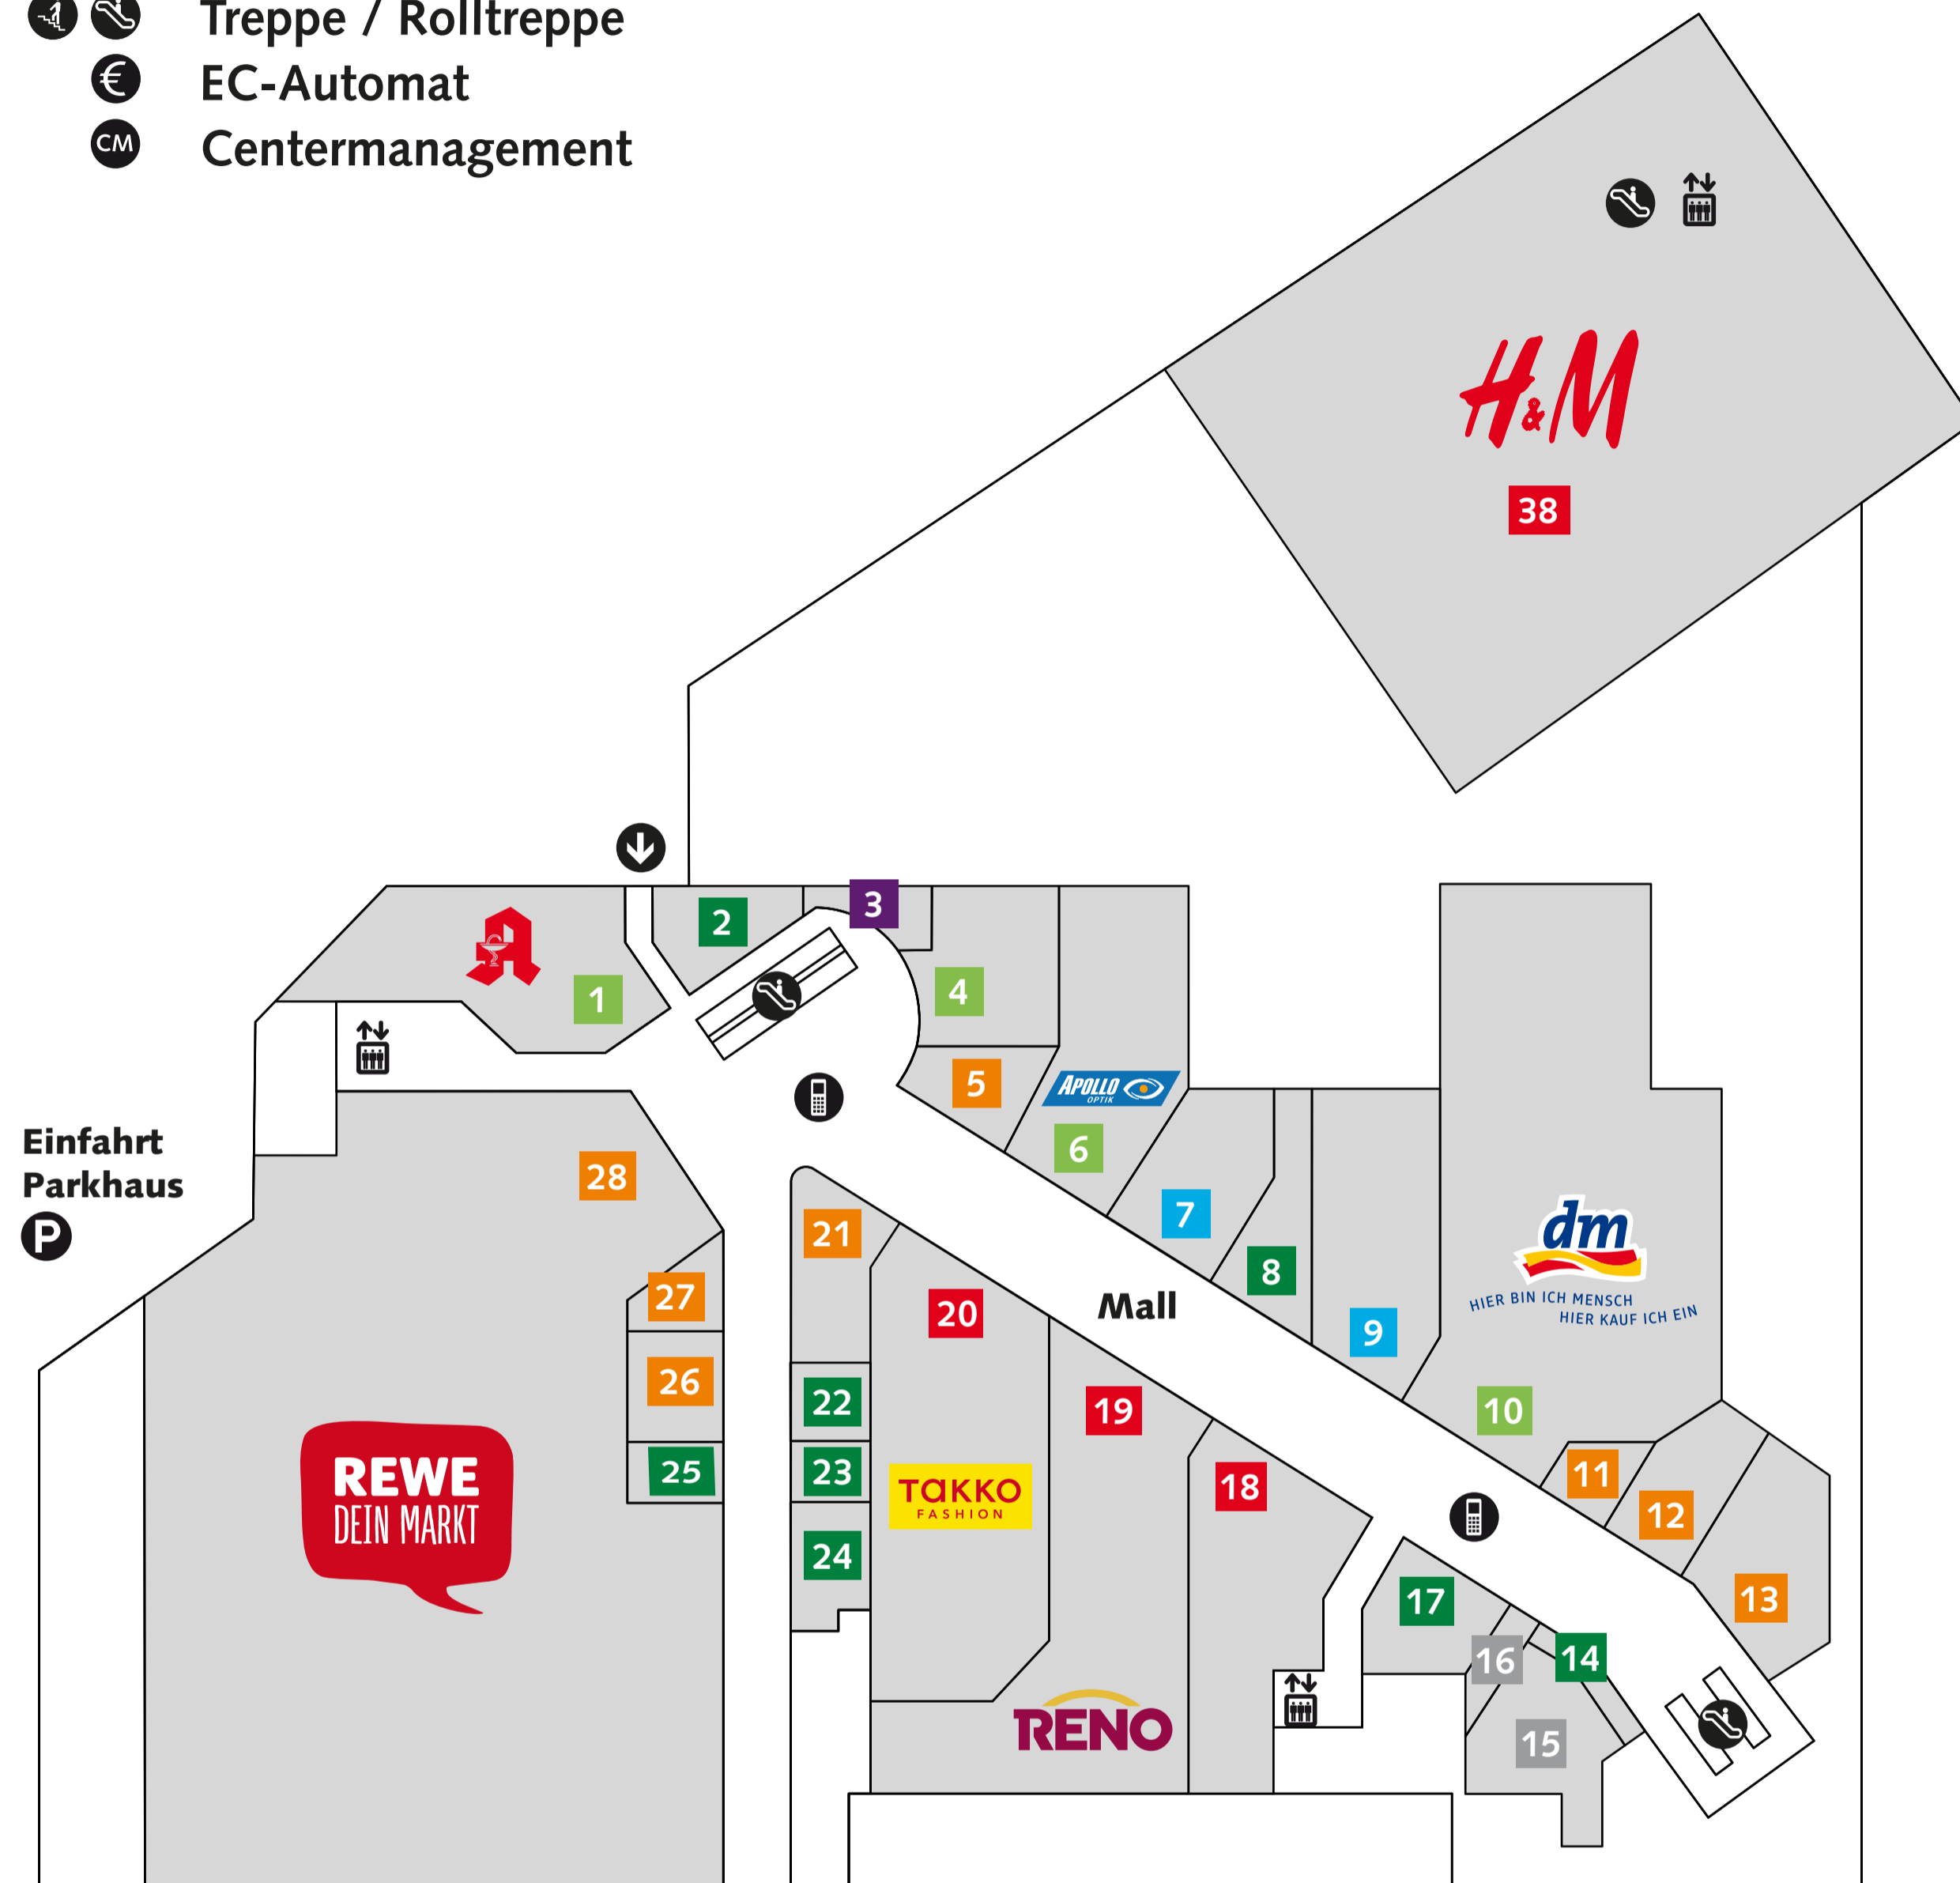 Treppe / Rolltreppe
€ EC-Automat
CM Centermanagement
H&M
38
2
3
1
4
5
APOLLO
OPTIK
6
Einfahrt
Parkhaus
P
28
7
21
8
dm
HIER BIN ICH MENSCH
HIER KAUF ICH EIN
27
20
Mall
9
26
22
19
10
REWE
DEIN MARKT
25
23
TAKKO
FASHION
18
11
12
24
17
13
16
14
RENO
15